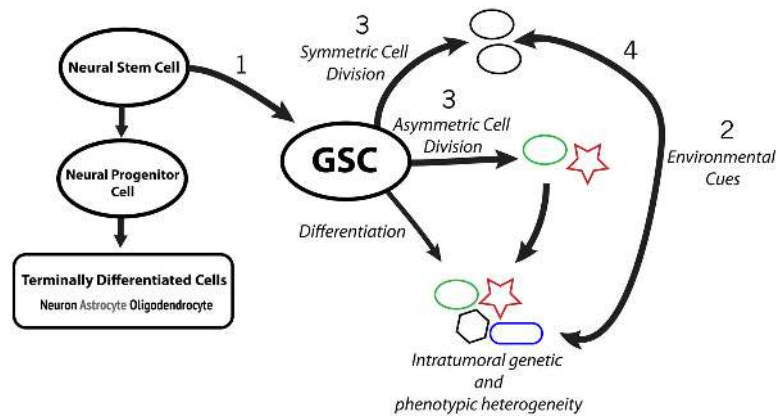 Neural Stem Cell
1
3
Symmetric Cell
Division
4
3
Asymmetric Cell
Division
2
Environmental
Cues
GSC
Neural Progenitor
Cell
Differentiation
Terminally Differentiated Cells
Neuron Astrocyte Oligodendrocyte
Intratumoral genetic
and
phenotypic heterogeneity